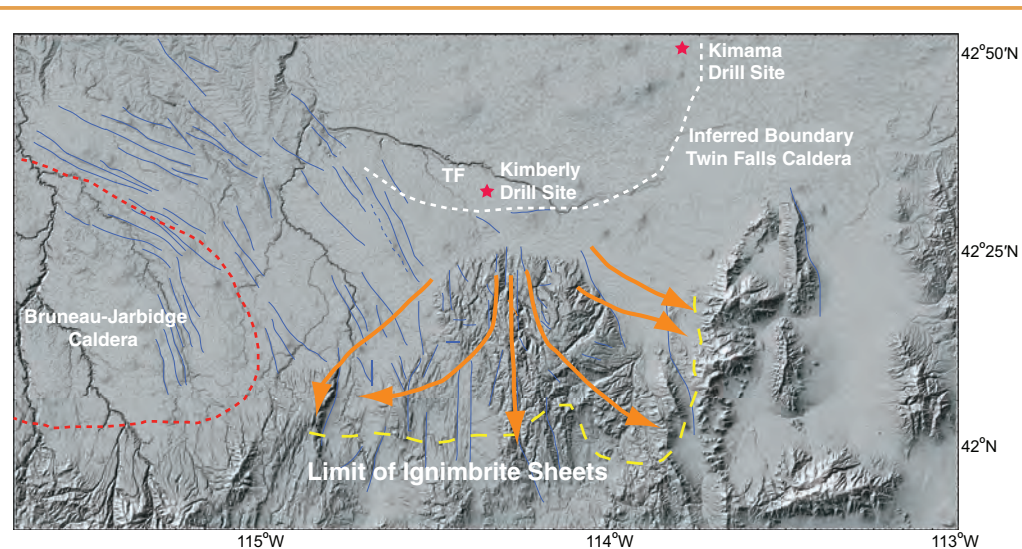 Kimama
Drill Site
42°50'N
Inferred Boundary
Twin Falls Caldera
TF
Kimberly
Drill Site
42°25'N
Bruneau-Jarbidge
Caldera
42°N
Limit of Ignimbrite Sheets
115°W
114°W
113°W